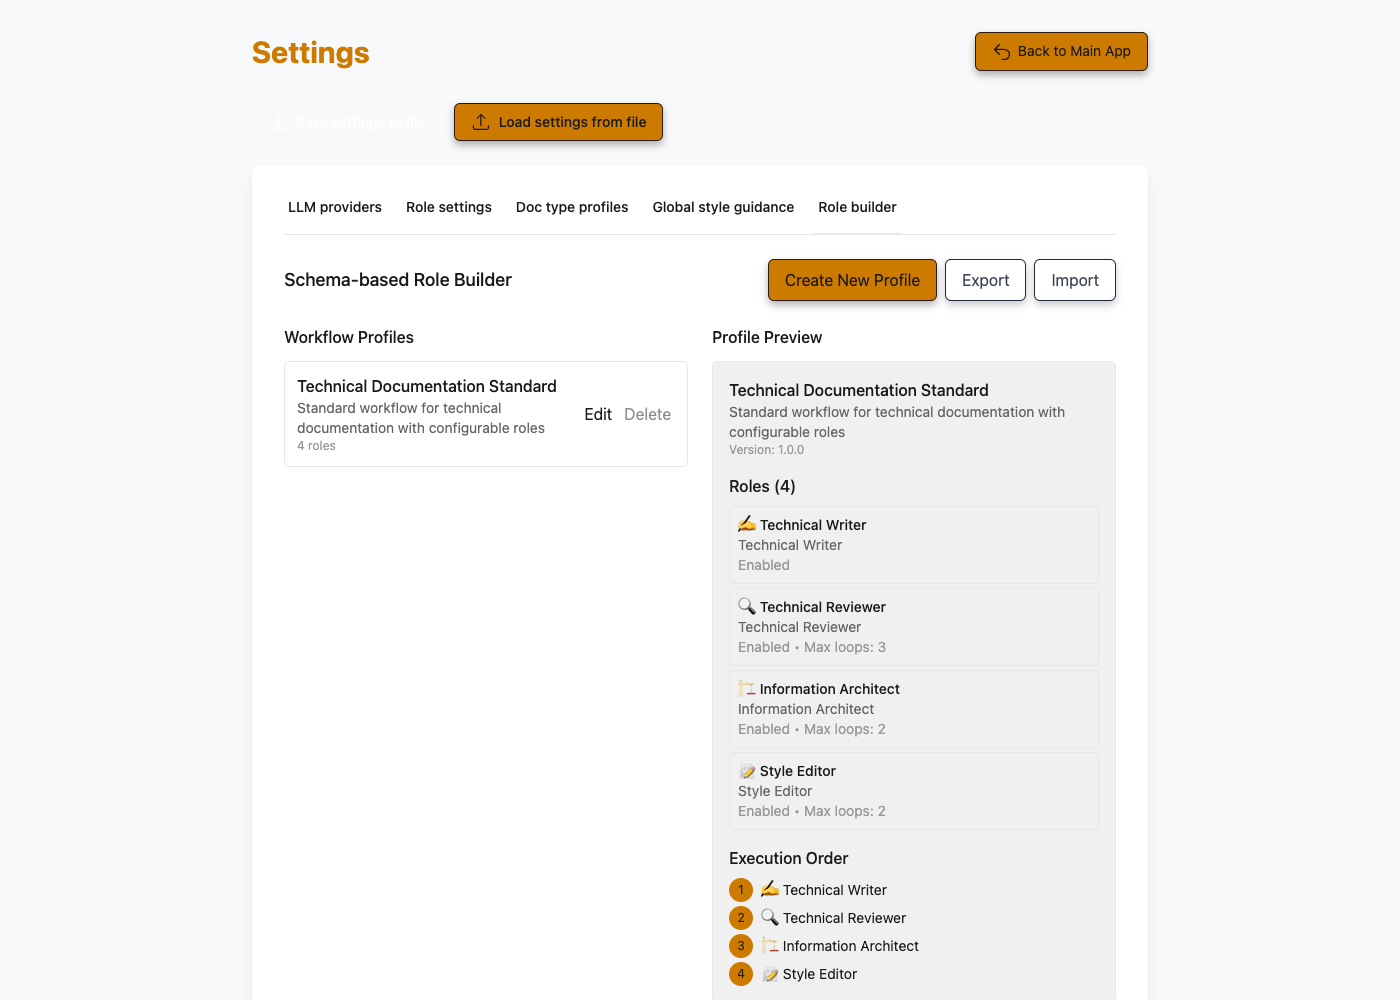 Settings
Back to Main App
Save settings to file
Load settings from file
LLM providers
Role settings
Doc type profiles
Global style guidance
Role builder
Schema-based Role Builder
Create New Profile
Export
Import
Workflow Profiles
Technical Documentation Standard
Standard workflow for technical
documentation with configurable roles
4 roles
Edit
Delete
Profile Preview
Technical Documentation Standard
Standard workflow for technical documentation with
configurable roles
Version: 1.0.0
Roles (4)
✍️ Technical Writer
Technical Writer
Enabled
🔍 Technical Reviewer
Technical Reviewer
Enabled • Max loops: 3
🏗️ Information Architect
Information Architect
Enabled • Max loops: 2
📝 Style Editor
Style Editor
Enabled • Max loops: 2
Execution Order
1 ✍️ Technical Writer
2 🔍 Technical Reviewer
3 🏗️ Information Architect
4 📝 Style Editor